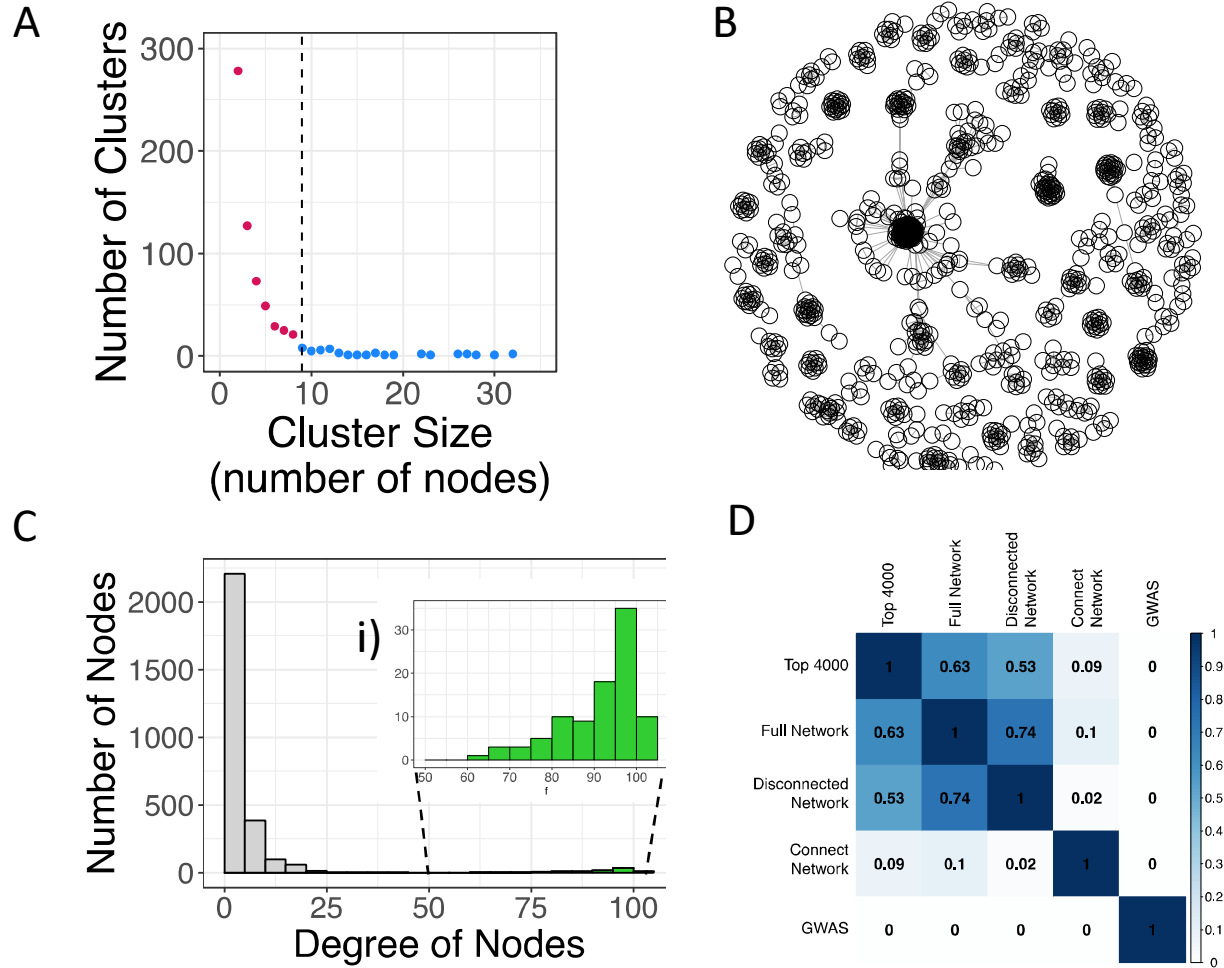 A
Number of Clusters
300
200
100
0
0
10
20
30
Cluster Size
(number of nodes)
B
C
Number of Nodes
2000
1500
1000
500
0
0
25
50
75
100
Degree of Nodes
i)
30
20
10
0
50
60
70
80
90
100
f
D
Top 4000
Full Network
Disconnected
Network
Connect
Network
GWAS
Top 4000
1
0.63
0.53
0.09
0
Full Network
0.63
1
0.74
0.1
0
Disconnected
Network
0.53
0.74
1
0.02
0
Connect
Network
0.09
0.1
0.02
1
0
GWAS
0
0
0
0
1
1
0.9
0.8
0.7
0.6
0.5
0.4
0.3
0.2
0.1
0